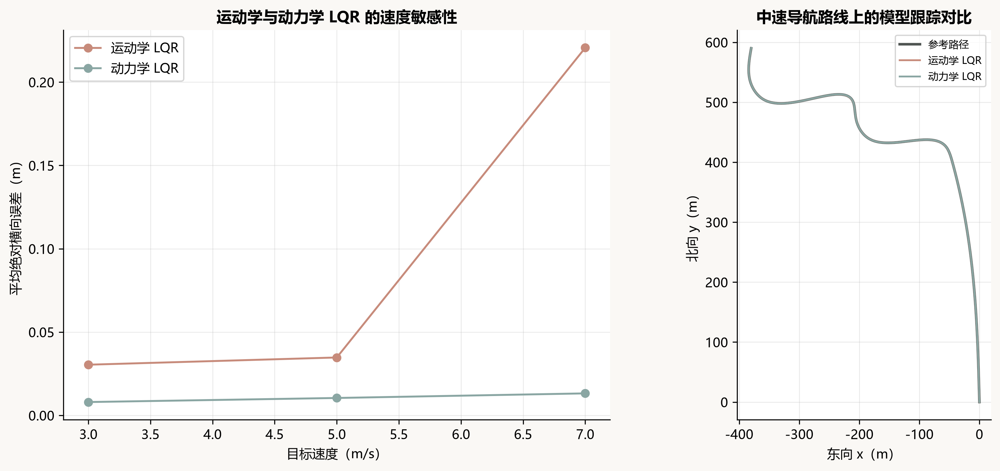 运动学与动力学 LQR 的速度敏感性
运动学 LQR
动力学 LQR
平均绝对横向误差（m）
0.20
0.15
0.10
0.05
0.00
3.0 3.5 4.0 4.5 5.0 5.5 6.0 6.5 7.0
目标速度（m/s）
中速导航路线上的模型跟踪对比
参考路径
运动学 LQR
动力学 LQR
北向 y（m）
600
500
400
300
200
100
0
-400 -300 -200 -100 0
东向 x（m）